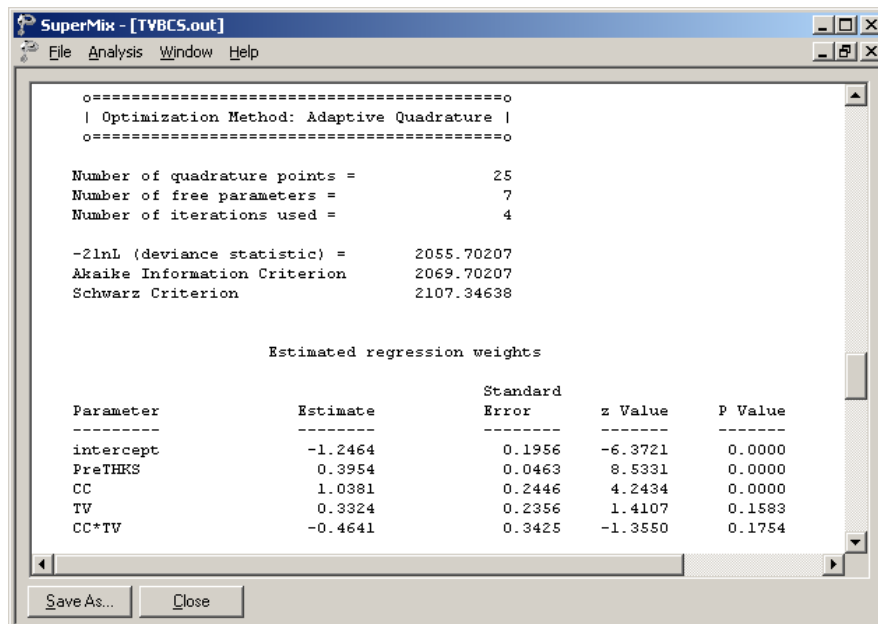 SuperMix - [TVBCS.out]
File Analysis Window Help
o==========================================o
| Optimization Method: Adaptive Quadrature |
o==========================================o
Number of quadrature points = 25
Number of free parameters = 7
Number of iterations used = 4
-2lnL (deviance statistic) = 2055.70207
Akaike Information Criterion 2069.70207
Schwarz Criterion 2107.34638
Estimated regression weights
Standard
Parameter Estimate Error z Value P Value
--------- -------- -------- ------- -------
intercept -1.2464 0.1956 -6.3721 0.0000
PreTHKS 0.3954 0.0463 8.5331 0.0000
CC 1.0381 0.2446 4.2434 0.0000
TV 0.3324 0.2356 1.4107 0.1583
CC*TV -0.4641 0.3425 -1.3550 0.1754
Save As... Close